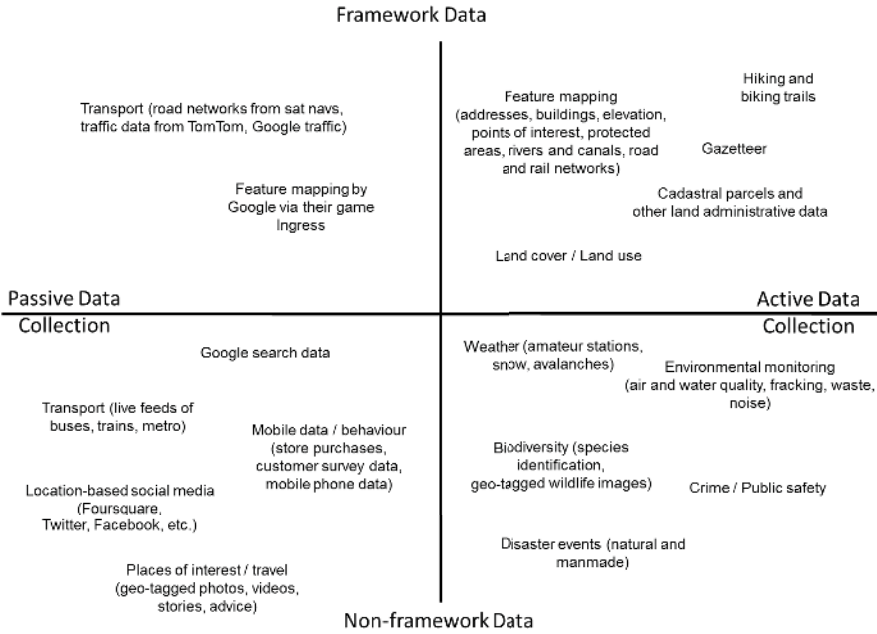 Framework Data
Transport (road networks from sat navs,
traffic data from TomTom, Google traffic)
Feature mapping by
Google via their game
Ingress
Feature mapping
(addresses, buildings, elevation,
points of interest, protected
areas, rivers and canals, road
and rail networks)
Hiking and
biking trails
Gazetteer
Cadastral parcels and
other land administrative data
Land cover / Land use
Passive Data
Collection
Active Data
Collection
Google search data
Transport (live feeds of
buses, trains, metro)
Mobile data / behaviour
(store purchases,
customer survey data,
mobile phone data)
Location-based social media
(Foursquare,
Twitter, Facebook, etc.)
Places of interest / travel
(geo-tagged photos, videos,
stories, advice)
Weather (amateur stations,
snow, avalanches)
Environmental monitoring
(air and water quality, fracking, waste,
noise)
Biodiversity (species
identification,
geo-tagged wildlife images)
Crime / Public safety
Disaster events (natural and
manmade)
Non-framework Data